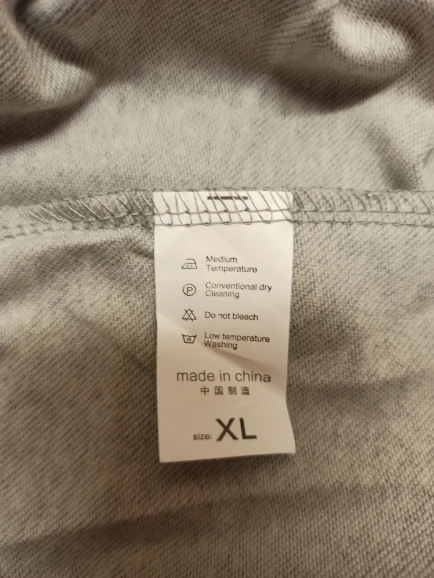 Medium
Temperature
P
Conventional dry
Cleaning
Do not bleach
Low temperature
Washing
made in china
中国制造
size: XL